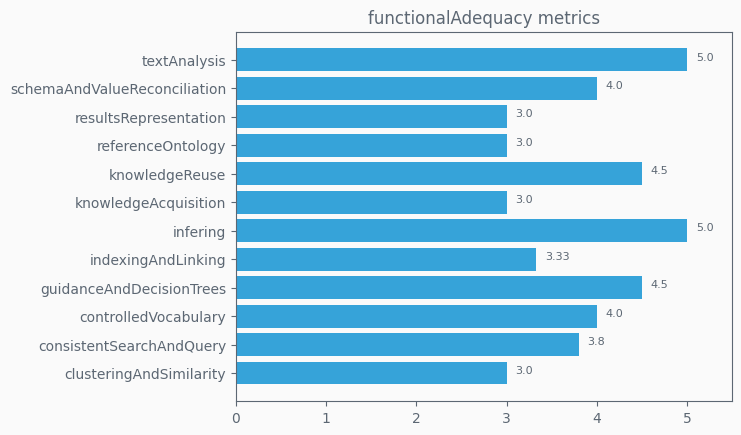 functionalAdequacy metrics
textAnalysis 5.0
schemaAndValueReconciliation 4.0
resultsRepresentation 3.0
referenceOntology 3.0
knowledgeReuse 4.5
knowledgeAcquisition 3.0
infering 5.0
indexingAndLinking 3.33
guidanceAndDecisionTrees 4.5
controlledVocabulary 4.0
consistentSearchAndQuery 3.8
clusteringAndSimilarity 3.0
0 1 2 3 4 5